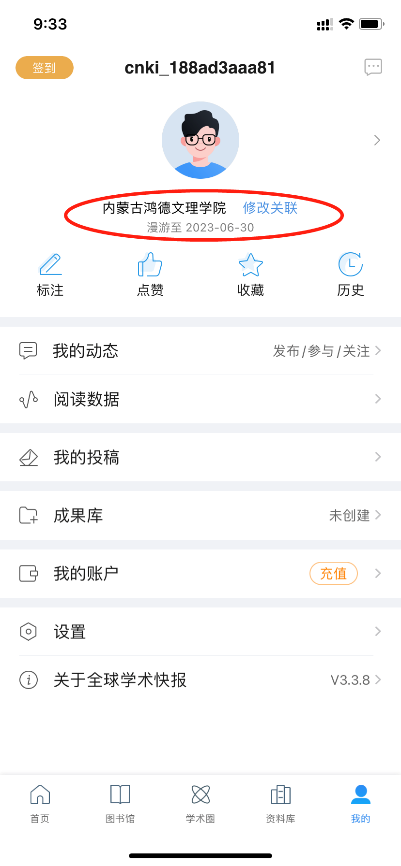 9:33
签到
cnki_188ad3aaa81
内蒙古鸿德文理学院 修改关联
漫游至 2023-06-30
标注 点赞 收藏 历史
我的动态 发布/参与/关注
阅读数据
我的投稿
成果库 未创建
我的账户 充值
设置
关于全球学术快报 V3.3.8
首页 图书馆 学术圈 资料库 我的